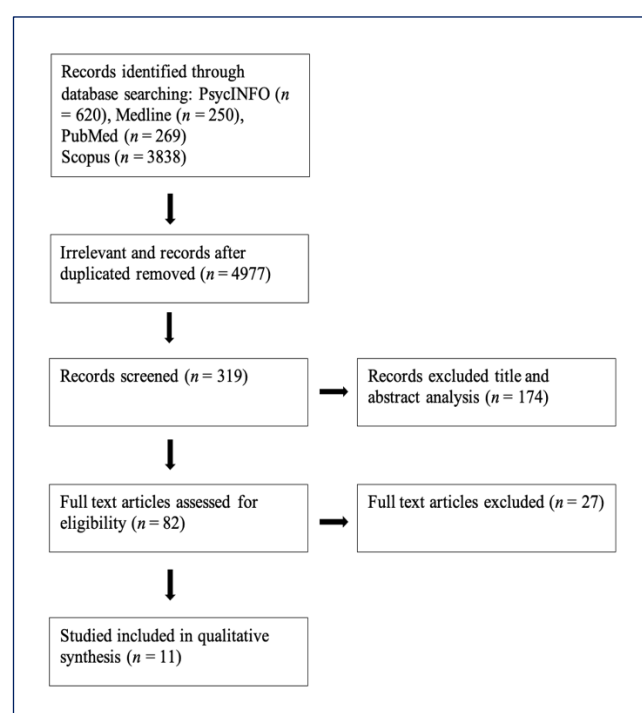 Records identified through
database searching: PsycINFO (n
= 620), Medline (n = 250),
PubMed (n = 269)
Scopus (n = 3838)
Irrelevant and records after
duplicated removed (n = 4977)
Records screened (n = 319)
Records excluded title and
abstract analysis (n = 174)
Full text articles assessed for
eligibility (n = 82)
Full text articles excluded (n = 27)
Studied included in qualitative
synthesis (n = 11)